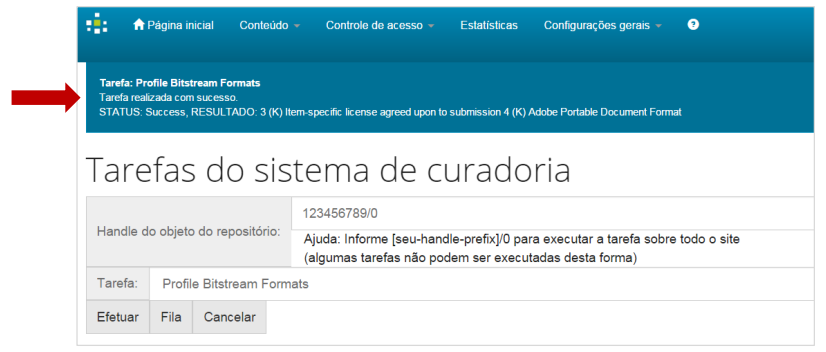 Página inicial Conteúdo Controle de acesso Estatísticas Configurações gerais ?
Tarefa: Profile Bitstream Formats
Tarefa realizada com sucesso.
STATUS: Success, RESULTADO: 3 (K) Item-specific license agreed upon to submission 4 (K) Adobe Portable Document Format
Tarefas do sistema de curadoria
Handle do objeto do repositório:
123456789/0
Ajuda: Informe [seu-handle-prefix]/0 para executar a tarefa sobre todo o site
(algumas tarefas não podem ser executadas desta forma)
Tarefa: Profile Bitstream Formats
Efetuar Fila Cancelar